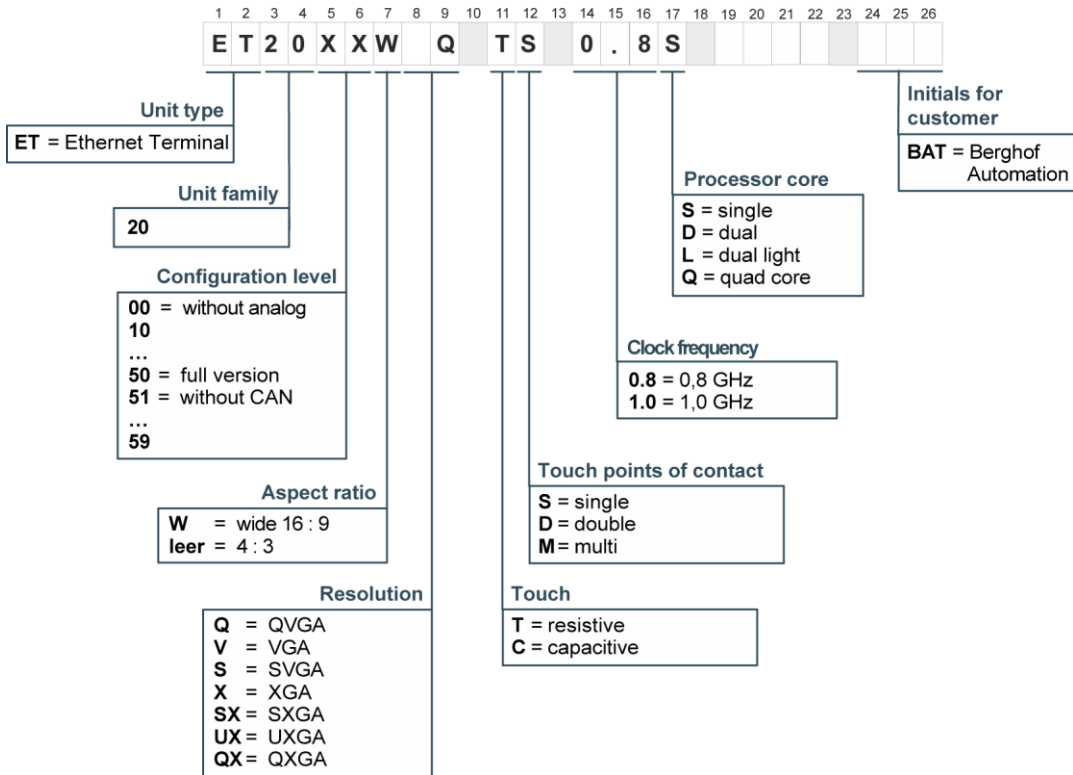 1 2 3 4 5 6 7 8 9 10 11 12 13 14 15 16 17 18 19 20 21 22 23 24 25 26
E T 2 0 X X W Q T S 0 . 8 S
Unit type
ET = Ethernet Terminal
Unit family
20
Configuration level
00 = without analog
10
...
50 = full version
51 = without CAN
...
59
Aspect ratio
W = wide 16 : 9
leer = 4 : 3
Resolution
Q = QVGA
V = VGA
S = SVGA
X = XGA
SX = SXGA
UX = UXGA
QX = QXGA
Touch
T = resistive
C = capacitive
Touch points of contact
S = single
D = double
M = multi
Clock frequency
0.8 = 0,8 GHz
1.0 = 1,0 GHz
Processor core
S = single
D = dual
L = dual light
Q = quad core
Initials for
customer
BAT = Berghof
Automation